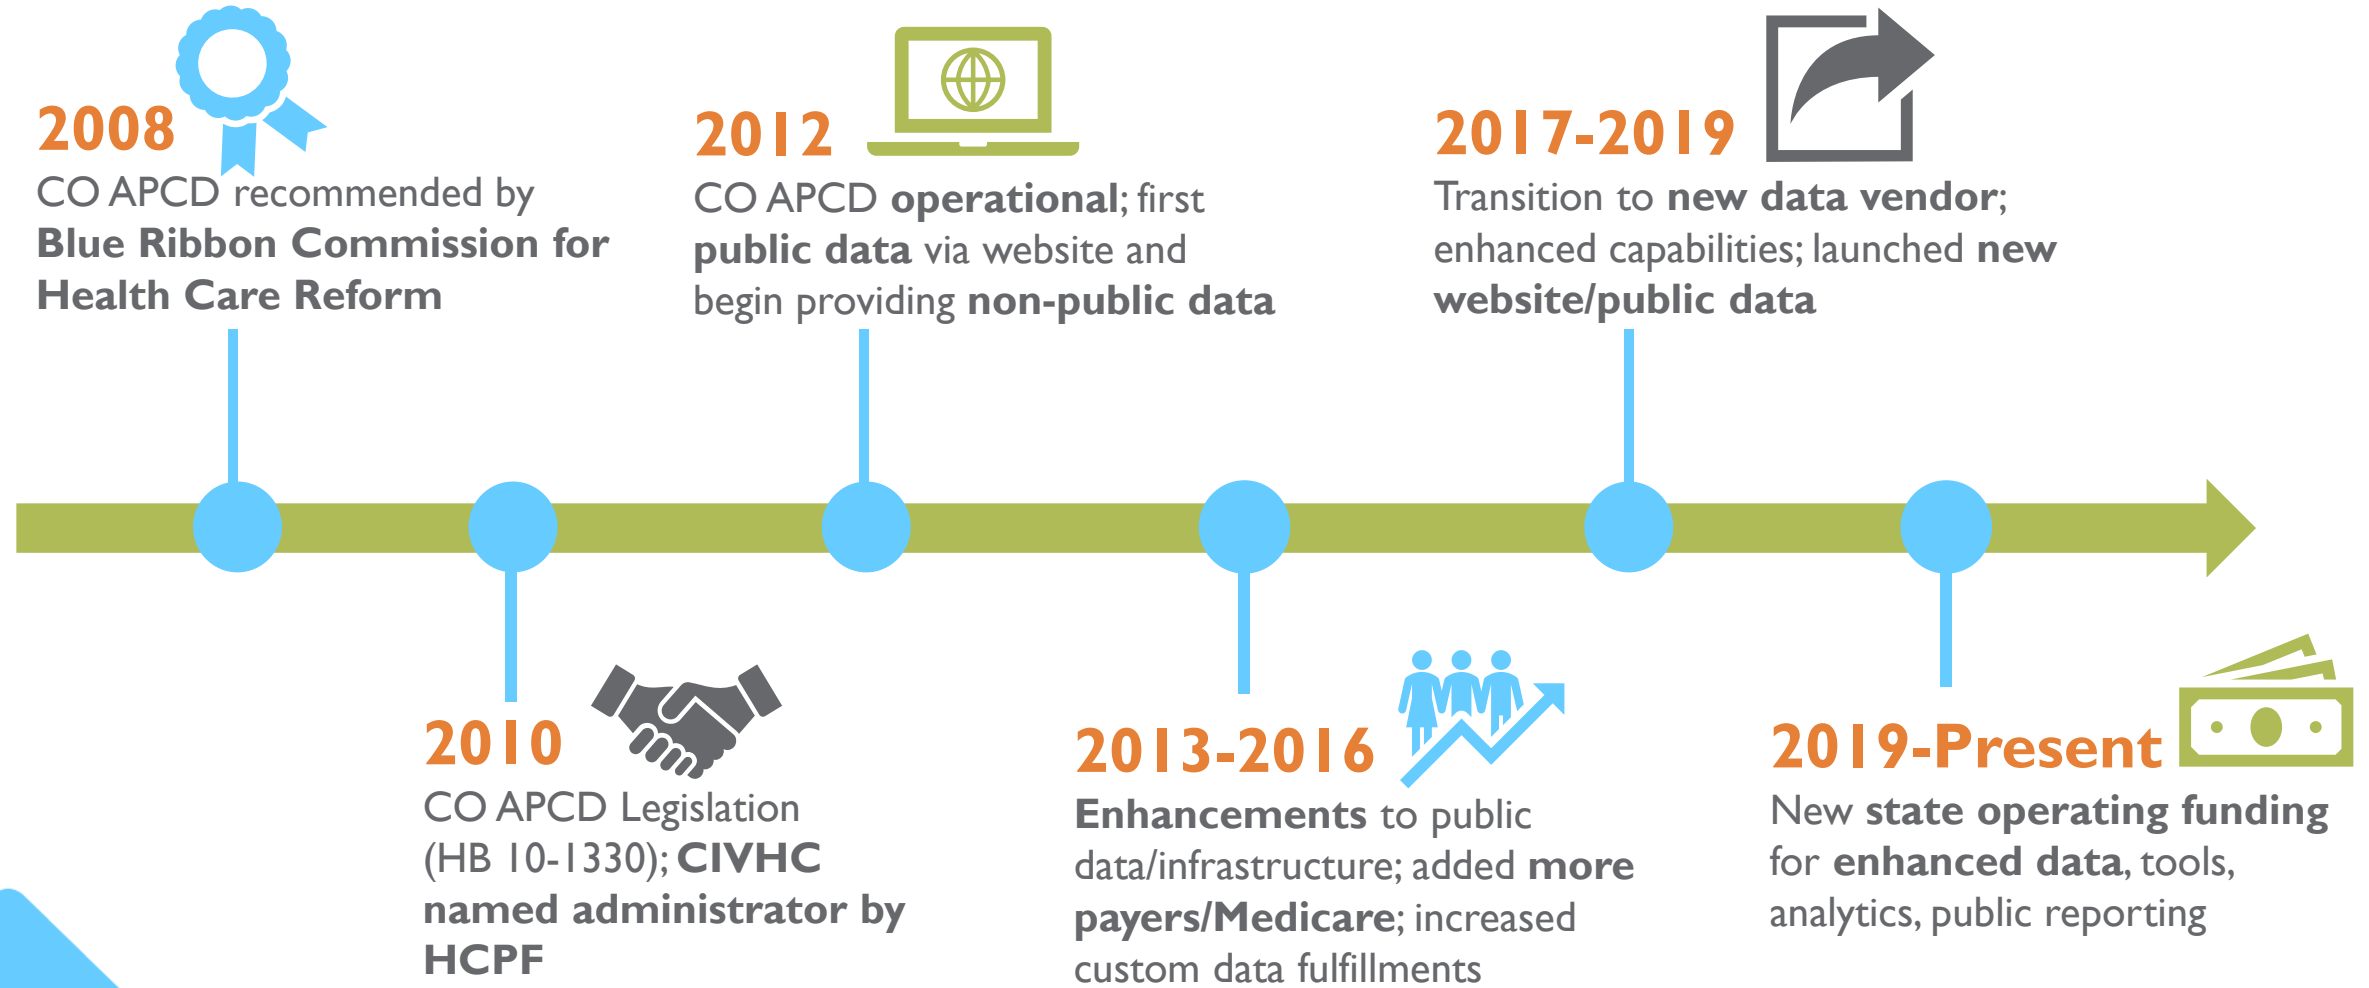 2008
CO APCD recommended by
Blue Ribbon Commission for
Health Care Reform
2010
CO APCD Legislation
(HB 10-1330); CIVHC
named administrator by
HCPF
2012
CO APCD operational; first
public data via website and
begin providing non-public data
2013-2016
Enhancements to public
data/infrastructure; added more
payers/Medicare; increased
custom data fulfillments
2017-2019
Transition to new data vendor;
enhanced capabilities; launched new
website/public data
2019-Present
New state operating funding
for enhanced data, tools,
analytics, public reporting